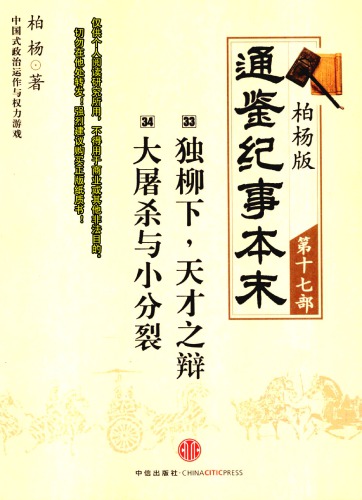 柏杨版
通鉴纪事本末
第十七部
33 独柳下,天才之辩
34 大屠杀与小分裂
仅供个人阅读研究所用,不得用于商业或其他非法目的。
切勿在他处转发!强烈建议购买正版纸质书!
柏杨·著
中国式政治运作与权力游戏
中信出版社·CHINACITICPRESS